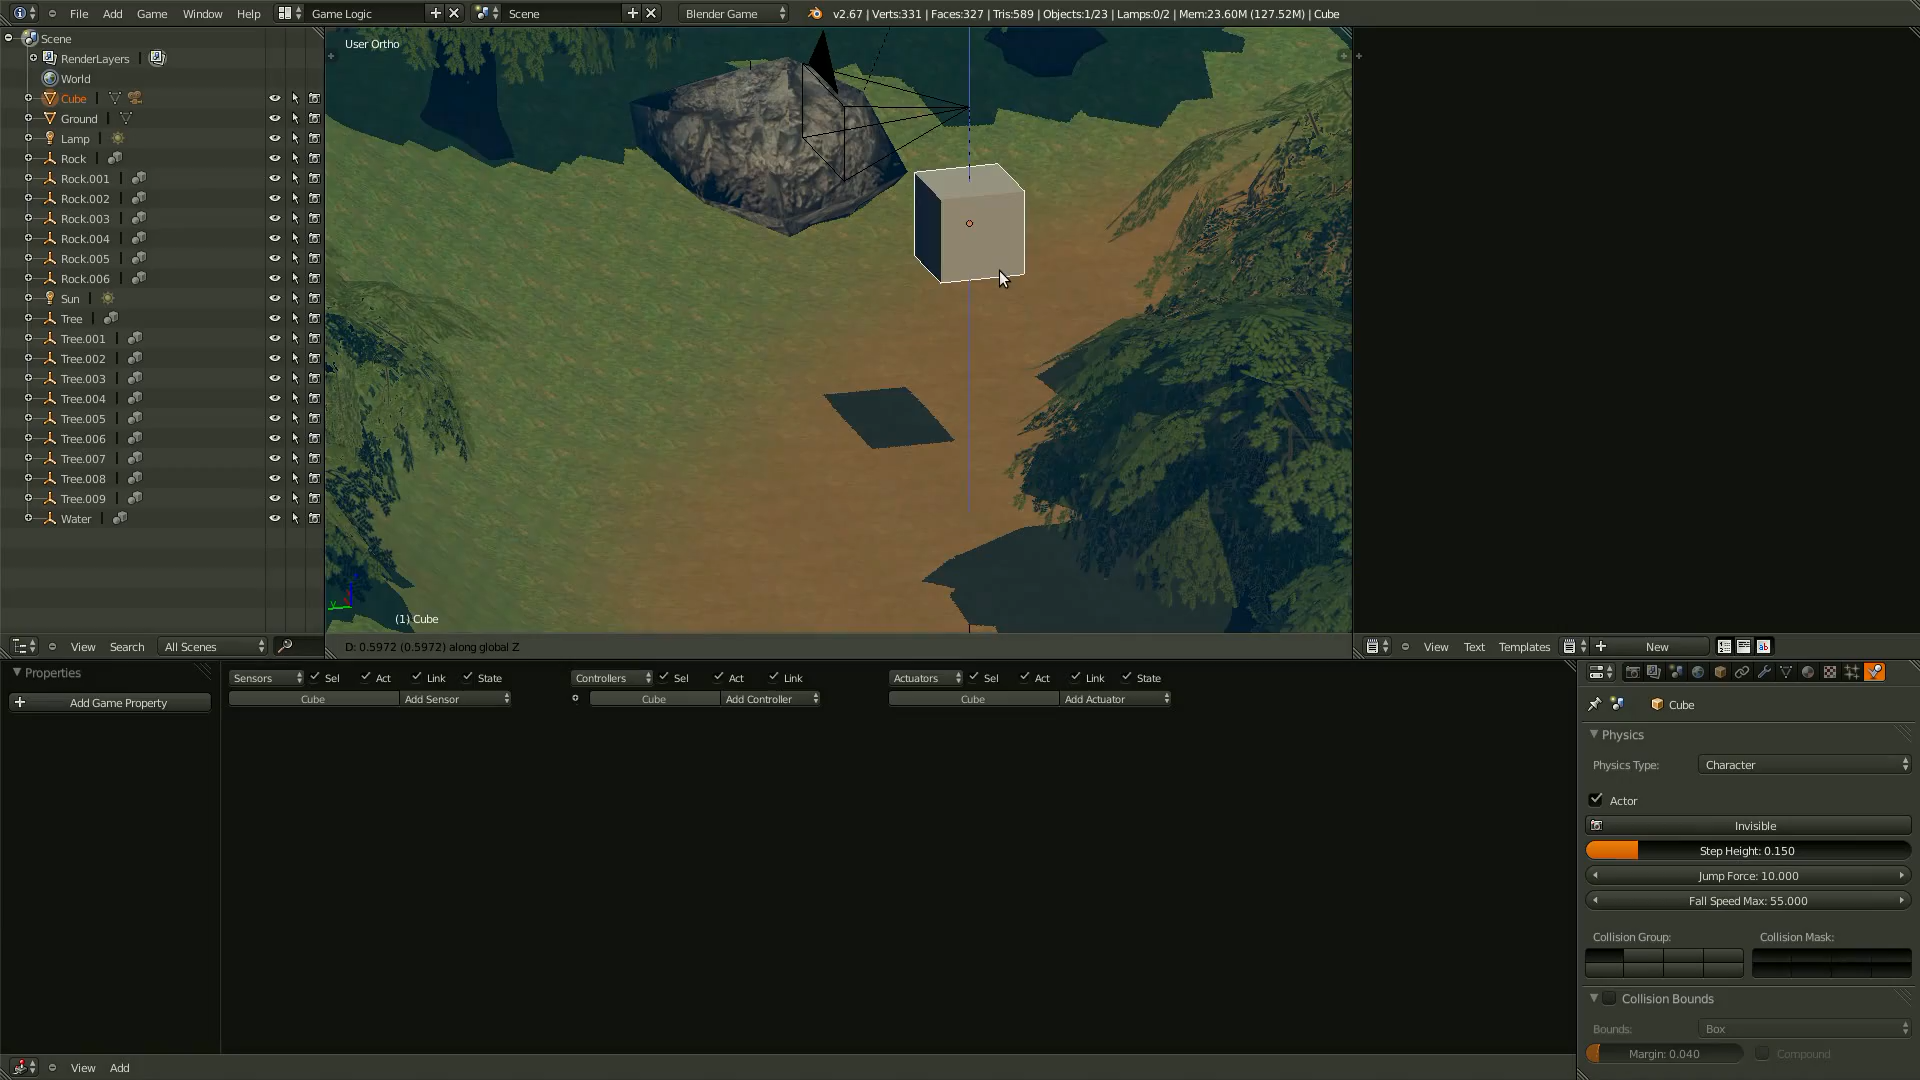 File Add Game Window Help Game Logic Scene Blender Game v2.67 | Verts:331 | Faces:327 | Tris:589 | Objects:1/23 | Lamps:0/2 | Mem:23.60M (127.52M) | Cube
Scene
RenderLayers
World
Cube
Ground
Lamp
Rock
Rock.001
Rock.002
Rock.003
Rock.004
Rock.005
Rock.006
Sun
Tree
Tree.001
Tree.002
Tree.003
Tree.004
Tree.005
Tree.006
Tree.007
Tree.008
Tree.009
Water
View Search All Scenes
User Ortho
(1) Cube
D: 0.5972 (0.5972) along global Z
View Text Templates New
Properties
Add Game Property
Sensors Sel Act Link State
Cube Add Sensor
Controllers Sel Act Link
Cube Add Controller
Actuators Sel Act Link State
Cube Add Actuator
View Add
Cube
Physics
Physics Type: Character
Actor
Invisible
Step Height: 0.150
Jump Force: 10.000
Fall Speed Max: 55.000
Collision Group: Collision Mask:
Collision Bounds
Bounds: Box
Margin: 0.040 Compound